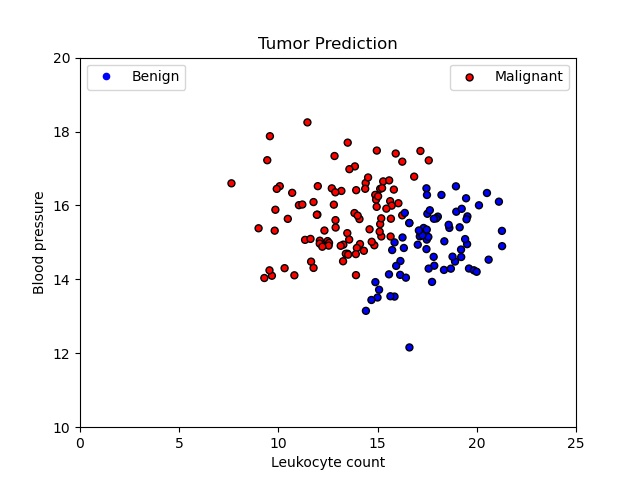 Tumor Prediction
Benign
Malignant
20
18
16
14
12
10
Blood pressure
0 5 10 15 20 25
Leukocyte count